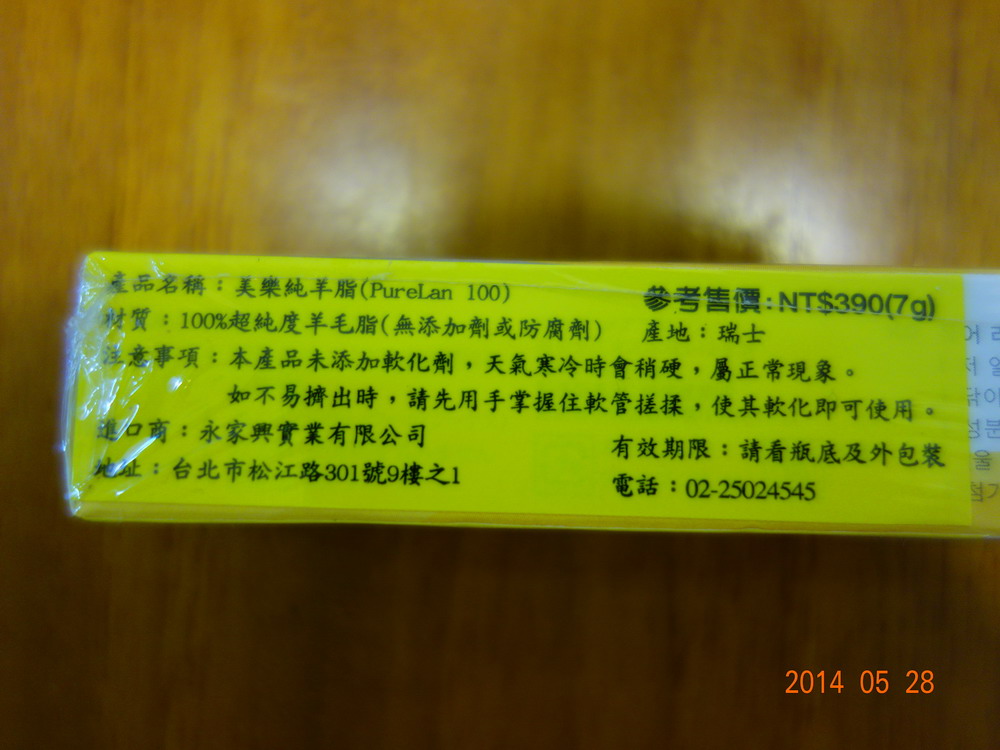 產品名稱：美樂純羊脂(PureLan 100)
參考售價:NT$390(7g)
材質：100%超純度羊毛脂(無添加劑或防腐劑)
產地：瑞士
注意事項：本產品未添加軟化劑，天氣寒冷時會稍硬，屬正常現象。
如不易擠出時，請先用手掌握住軟管搓揉，使其軟化即可使用。
進口商：永家興實業有限公司
有效期限：請看瓶底及外包裝
地址：台北市松江路301號9樓之1
電話：02-25024545
2014 05 28